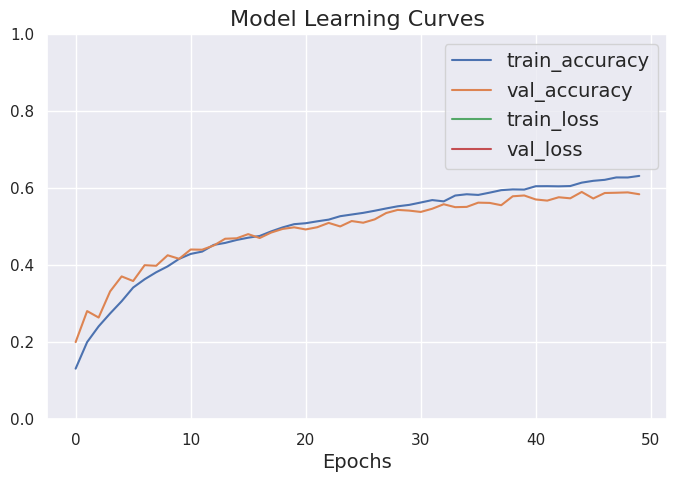 Model Learning Curves
1.0
0.8
0.6
0.4
0.2
0.0
train_accuracy
val_accuracy
train_loss
val_loss
0 10 20 30 40 50
Epochs